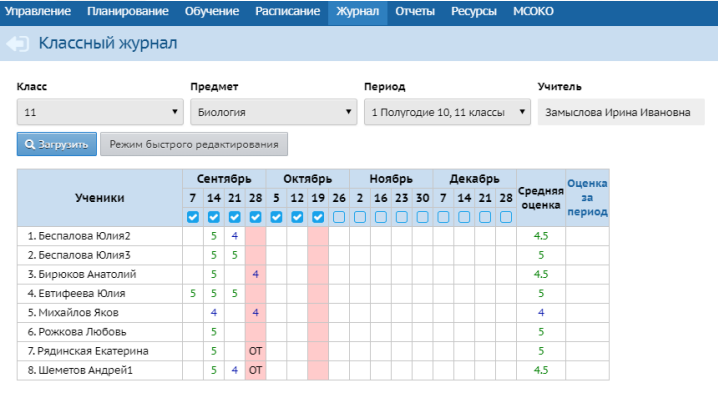 Управление Планирование Обучение Расписание Журнал Отчеты Ресурсы МСОКО
Классный журнал
Класс Предмет Период Учитель
11 Биология 1 Полугодие 10, 11 классы Замыслова Ирина Ивановна
Загрузить Режим быстрого редактирования
Ученики Сентябрь Октябрь Ноябрь Декабрь Средняя оценка Оценка за период
7 14 21 28 5 12 19 26 2 16 23 30 7 14 21 28
1. Беспалова Юлия2 5 4 4.5
2. Беспалова Юлия3 5 5 5
3. Бирюков Анатолий 5 4 4.5
4. Евтифеева Юлия 5 5 5 5
5. Михайлов Яков 4 4 4
6. Рожкова Любовь 5 5
7. Рядинская Екатерина 5 ОТ 5
8. Шеметов Андрей1 5 4 ОТ 4.5